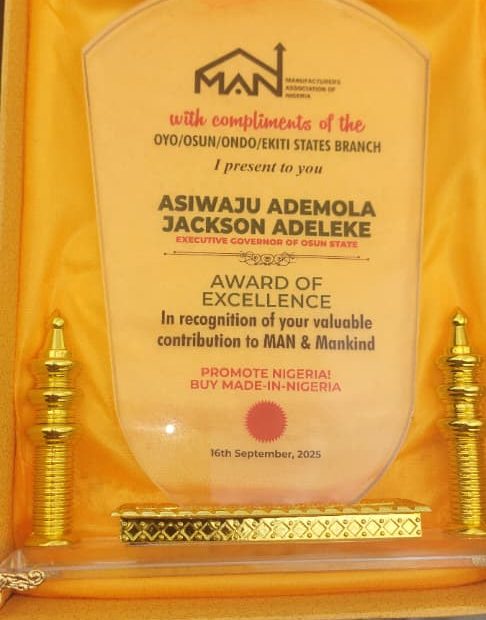 MAN
MANUFACTURERS
ASSOCIATION OF
NIGERIA
with compliments of the
OYO/OSUN/ONDO/EKITI STATES BRANCH
I present to you
ASIWAJU ADEMOLA
JACKSON ADELEKE
EXECUTIVE GOVERNOR OF OSUN STATE
AWARD OF
EXCELLENCE
In recognition of your valuable
contribution to MAN & Mankind
PROMOTE NIGERIA!
BUY MADE-IN-NIGERIA
16th September, 2025